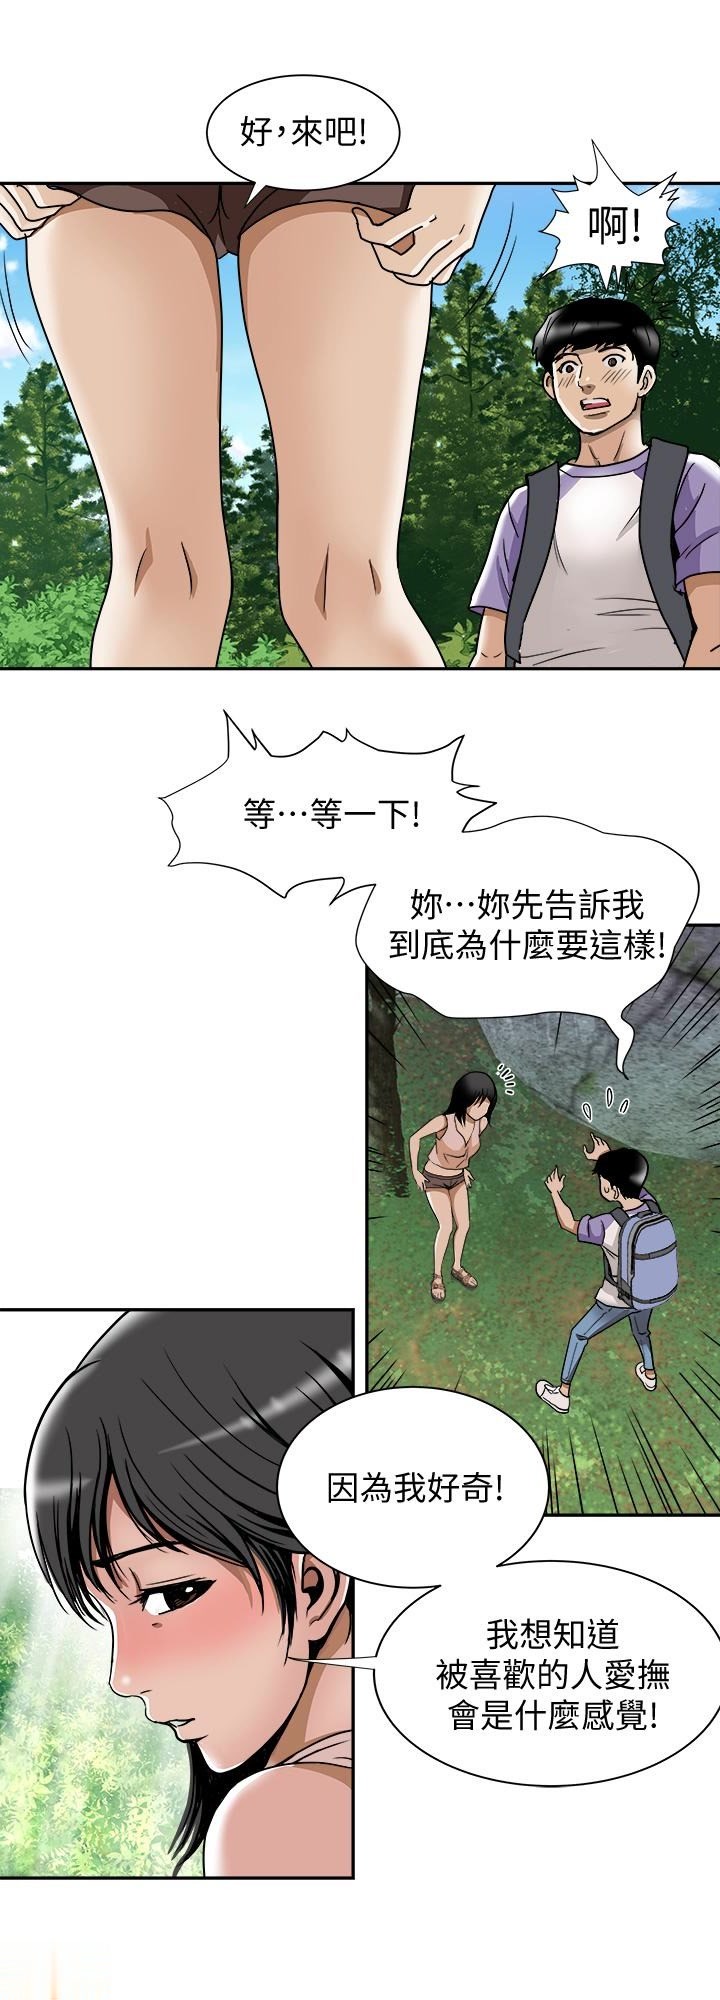 好，來吧!
啊!
等⋯等一下!
妳⋯妳先告訴我
到底為什麼要這樣!
因為我好奇!
我想知道
被喜歡的人愛撫
會是什麼感覺!